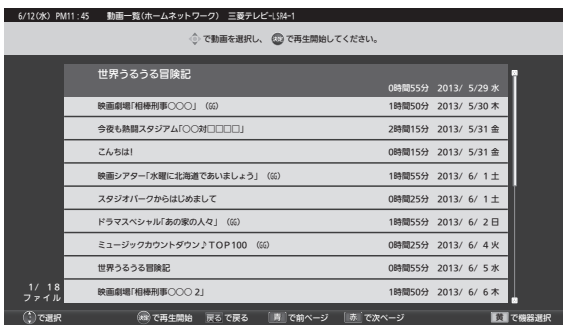 6/12(水) PM11:45 動画一覧(ホームネットワーク) 三菱テレビ-LSR4-1
で動画を選択し、 決定 で再生開始してください。
世界うるうる冒険記
0時間55分 2013/ 5/29 水
映画劇場「相棒刑事○○○」 (GG) 1時間50分 2013/ 5/30 木
今夜も熱闘スタジアム「○○対□□□□」 2時間15分 2013/ 5/31 金
こんちは! 0時間15分 2013/ 5/31 金
映画シアター「水曜に北海道であいましょう」 (GG) 1時間55分 2013/ 6/ 1 土
スタジオパークからはじめまして 0時間25分 2013/ 6/ 1 土
ドラマスペシャル「あの家の人々」 (GG) 1時間55分 2013/ 6/ 2 日
ミュージックカウントダウン♪TOP100 (GG) 0時間25分 2013/ 6/ 4 火
世界うるうる冒険記 0時間55分 2013/ 6/ 5 水
映画劇場「相棒刑事○○○ 2」 1時間50分 2013/ 6/ 6 木
1/ 18
ファイル
で選択 決定 で再生開始 戻る で戻る 青 で前ページ 赤 で次ページ 黄 で機器選択